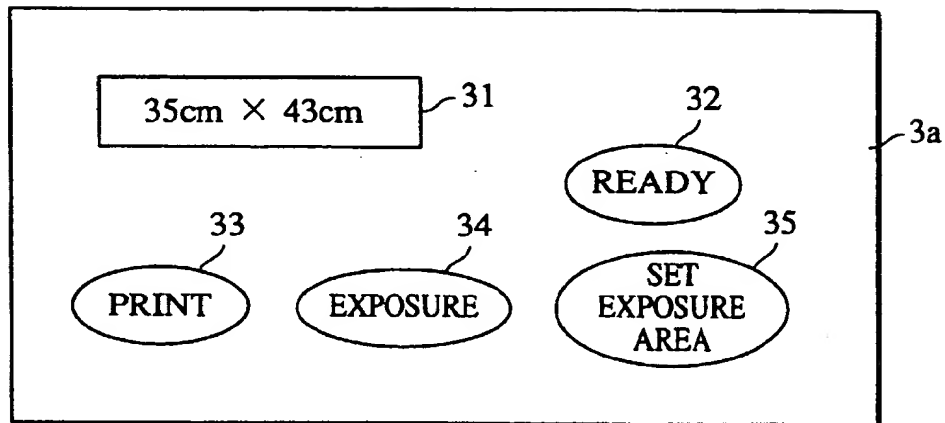 35cm × 43cm
31
32
3a
READY
33
34
35
PRINT
EXPOSURE
SET
EXPOSURE
AREA